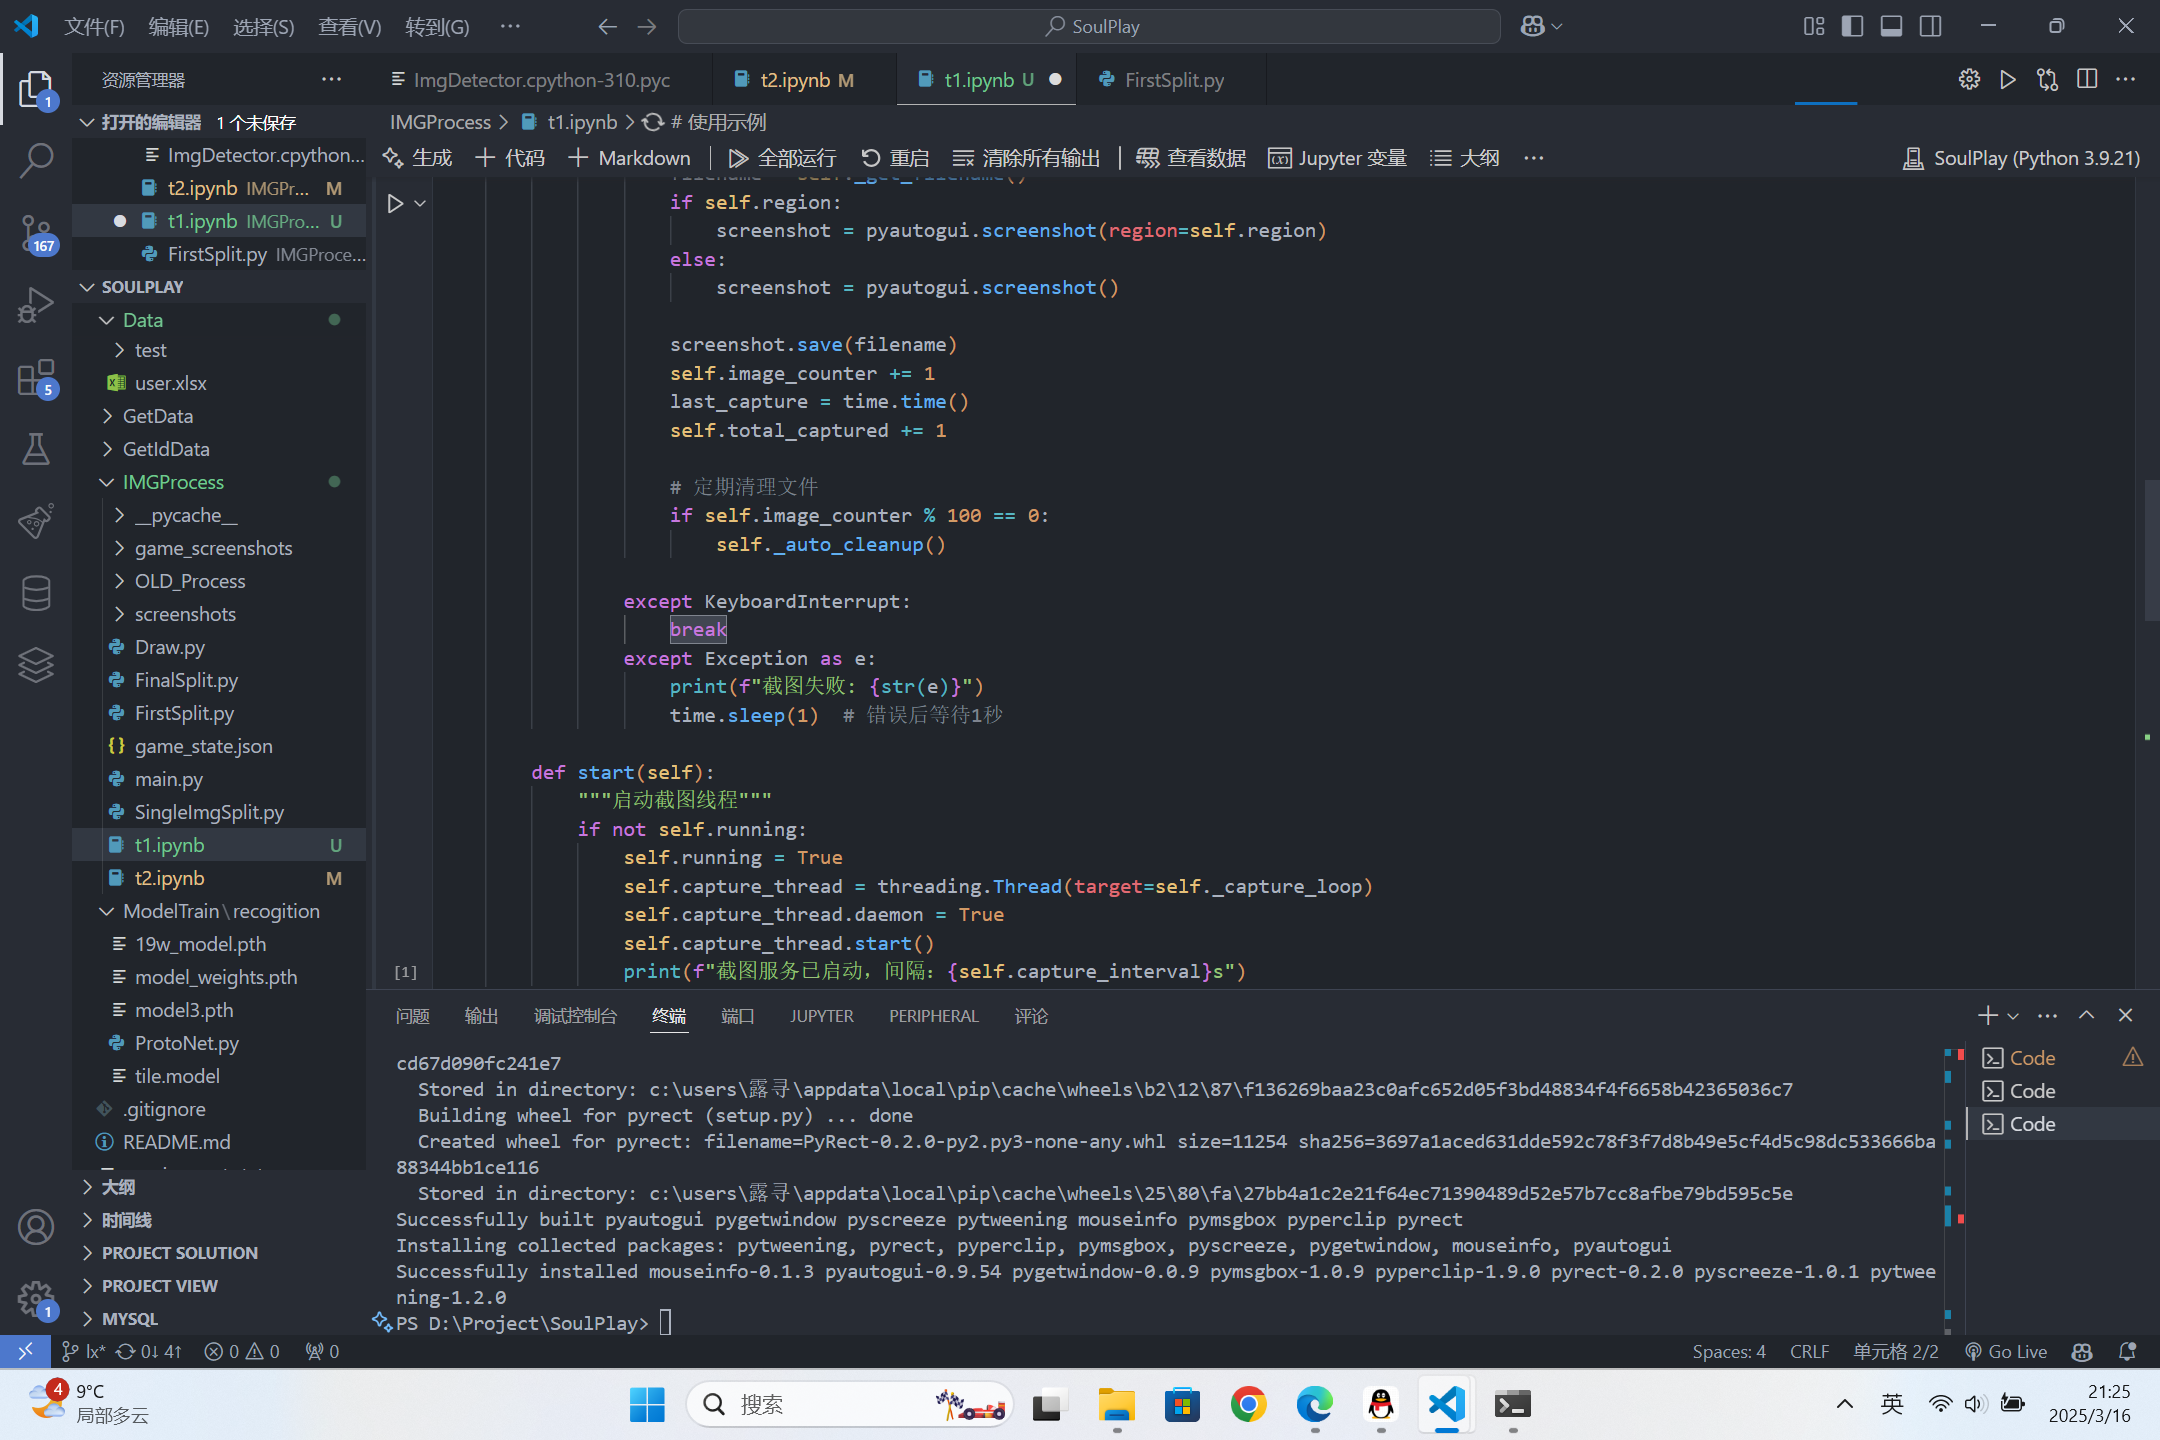 文件(F) 编辑(E) 选择(S) 查看(V) 转到(G) ··· SoulPlay
资源管理器 ···
ImgDetector.cpython-310.pyc t2.ipynb M t1.ipynb U FirstSplit.py
打开的编辑器 1 个未保存
ImgDetector.cpython...
t2.ipynb IMGPr... M
t1.ipynb IMGPro... U
FirstSplit.py IMGProce...
SOULPLAY
Data
test
user.xlsx
GetData
GetIdData
IMGProcess
__pycache__
game_screenshots
OLD_Process
screenshots
Draw.py
FinalSplit.py
FirstSplit.py
game_state.json
main.py
SingleImgSplit.py
t1.ipynb U
t2.ipynb M
ModelTrain\recogition
19w_model.pth
model_weights.pth
model3.pth
ProtoNet.py
tile.model
.gitignore
README.md
大纲
时间线
PROJECT SOLUTION
PROJECT VIEW
MYSQL
1
167
5
1
IMGProcess > t1.ipynb > # 使用示例
生成 + 代码 + Markdown 全部运行 重启 清除所有输出 查看数据 Jupyter 变量 大纲 ··· SoulPlay (Python 3.9.21)
filename = self._get_filename()
if self.region:
screenshot = pyautogui.screenshot(region=self.region)
else:
screenshot = pyautogui.screenshot()
screenshot.save(filename)
self.image_counter += 1
last_capture = time.time()
self.total_captured += 1
# 定期清理文件
if self.image_counter % 100 == 0:
self._auto_cleanup()
except KeyboardInterrupt:
break
except Exception as e:
print(f"截图失败: {str(e)}")
time.sleep(1)  # 错误后等待1秒
def start(self):
"""启动截图线程"""
if not self.running:
self.running = True
self.capture_thread = threading.Thread(target=self._capture_loop)
self.capture_thread.daemon = True
self.capture_thread.start()
[1] print(f"截图服务已启动，间隔: {self.capture_interval}s")
问题 输出 调试控制台 终端 端口 JUPYTER PERIPHERAL 评论
cd67d090fc241e7
Stored in directory: c:\users\露寻\appdata\local\pip\cache\wheels\b2\12\87\f136269baa23c0afc652d05f3bd48834f4f6658b42365036c7
Building wheel for pyrect (setup.py) ... done
Created wheel for pyrect: filename=PyRect-0.2.0-py2.py3-none-any.whl size=11254 sha256=3697a1aced631dde592c78f3f7d8b49e5cf4d5c98dc533666ba
88344bb1ce116
Stored in directory: c:\users\露寻\appdata\local\pip\cache\wheels\25\80\fa\27bb4a1c2e21f64ec71390489d52e57b7cc8afbe79bd595c5e
Successfully built pyautogui pygetwindow pyscreeze pytweening mouseinfo pymsgbox pyperclip pyrect
Installing collected packages: pytweening, pyrect, pyperclip, pymsgbox, pyscreeze, pygetwindow, mouseinfo, pyautogui
Successfully installed mouseinfo-0.1.3 pyautogui-0.9.54 pygetwindow-0.0.9 pymsgbox-1.0.9 pyperclip-1.9.0 pyrect-0.2.0 pyscreeze-1.0.1 pytwee
ning-1.2.0
PS D:\Project\SoulPlay>
Code
Code
Code
lx* 0↓ 4↑ 0 0 0 Spaces: 4 CRLF 单元格 2/2 Go Live
4 9°C
局部多云
搜索
英
21:25
2025/3/16